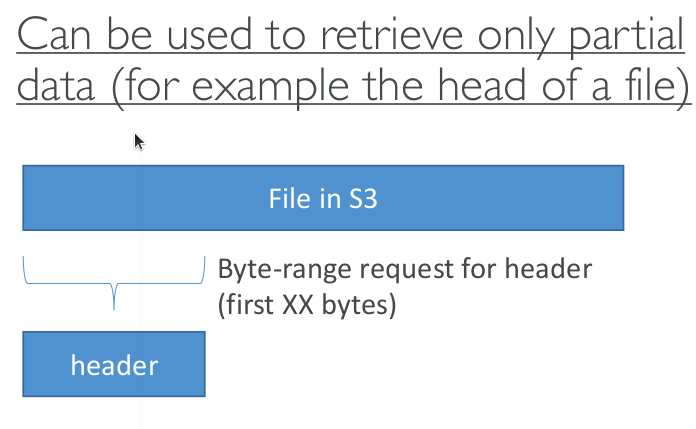 Can be used to retrieve only partial
data (for example the head of a file)
File in S3
Byte-range request for header
(first XX bytes)
header